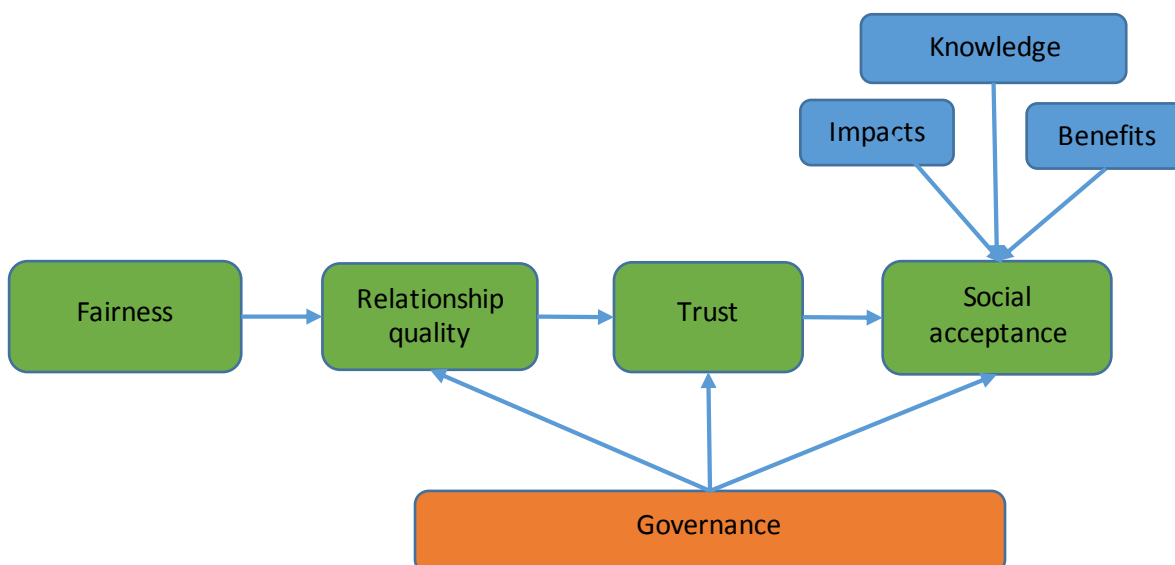 Knowledge
Impacts
Benefits
Fairness
Relationship
quality
Trust
Social
acceptance
Governance